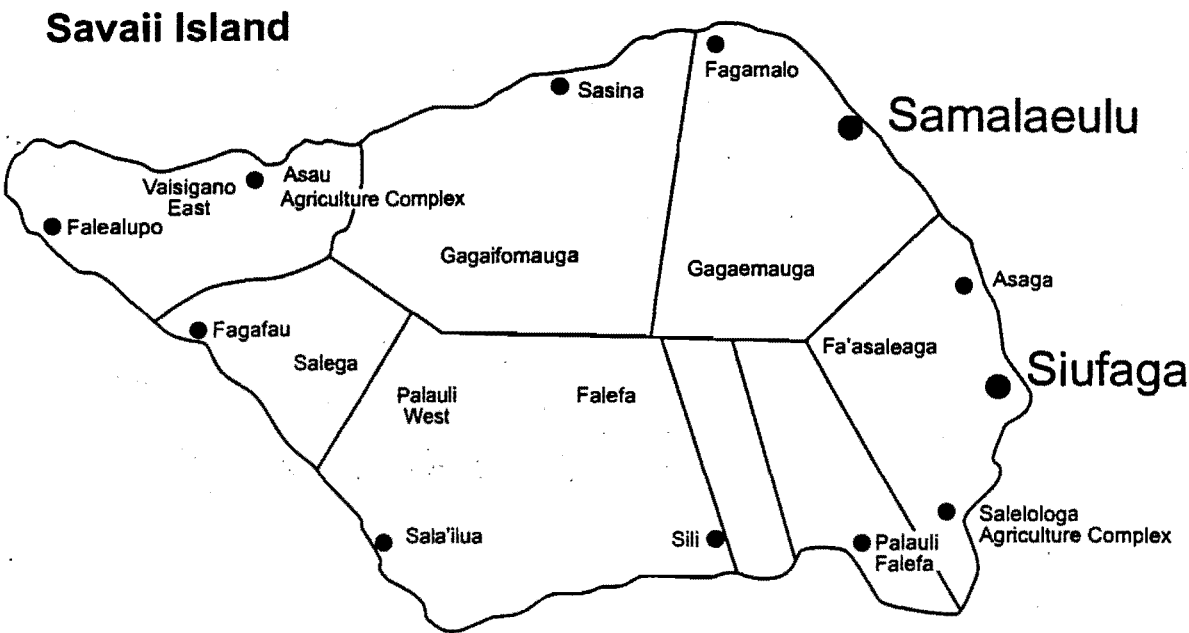 Savaii Island
Fagamalo
Sasina
Samalaeulu
Vaisigano
East
Asau
Agriculture Complex
Falealupo
Gagaifomauga
Gagaemauga
Asaga
Fagafau
Salega
Fa'asaleaga
Siufaga
Palauli
West
Falefa
Sala'ilua
Sili
Palauli
Falefa
Salelologa
Agriculture Complex